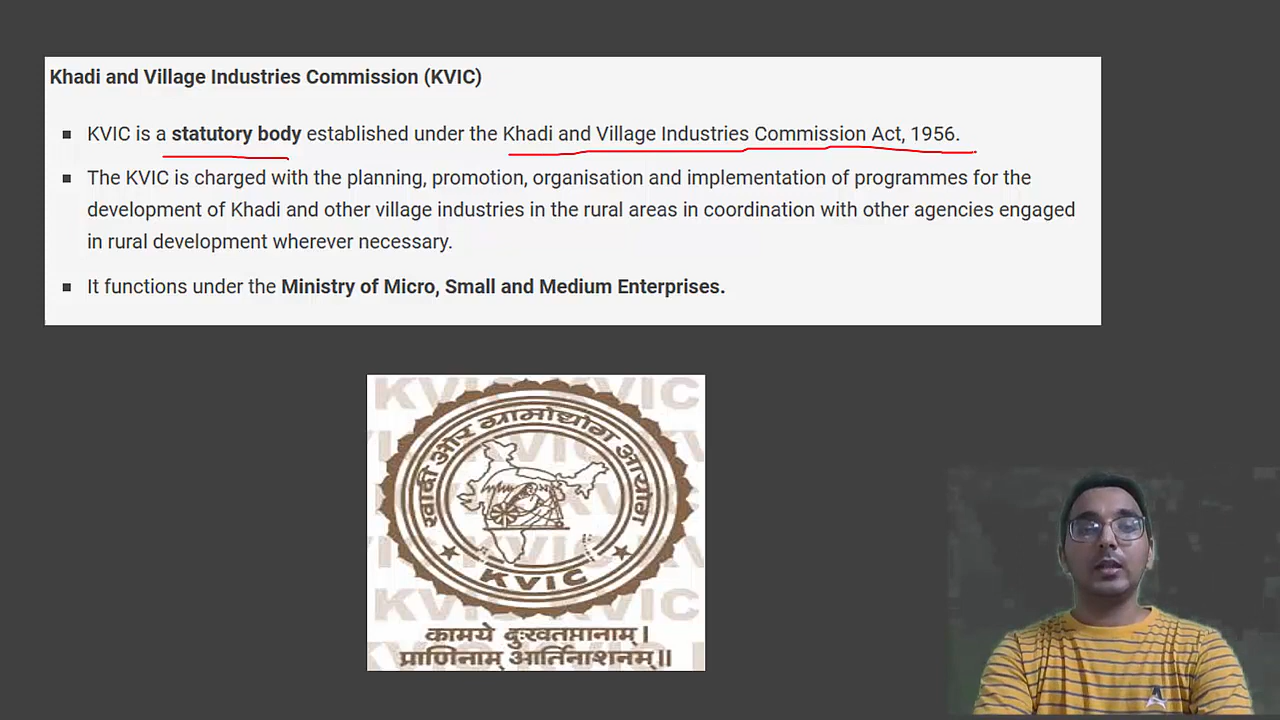 Khadi and Village Industries Commission (KVIC)
KVIC is a statutory body established under the Khadi and Village Industries Commission Act, 1956.
The KVIC is charged with the planning, promotion, organisation and implementation of programmes for the
development of Khadi and other village industries in the rural areas in coordination with other agencies engaged
in rural development wherever necessary.
It functions under the Ministry of Micro, Small and Medium Enterprises.
KVIC KVIC
खादी और ग्रामोद्योग आयोग
KVIC
कामये दुःखतप्तानाम्।
प्राणिनाम् आर्तिनाशनम्॥